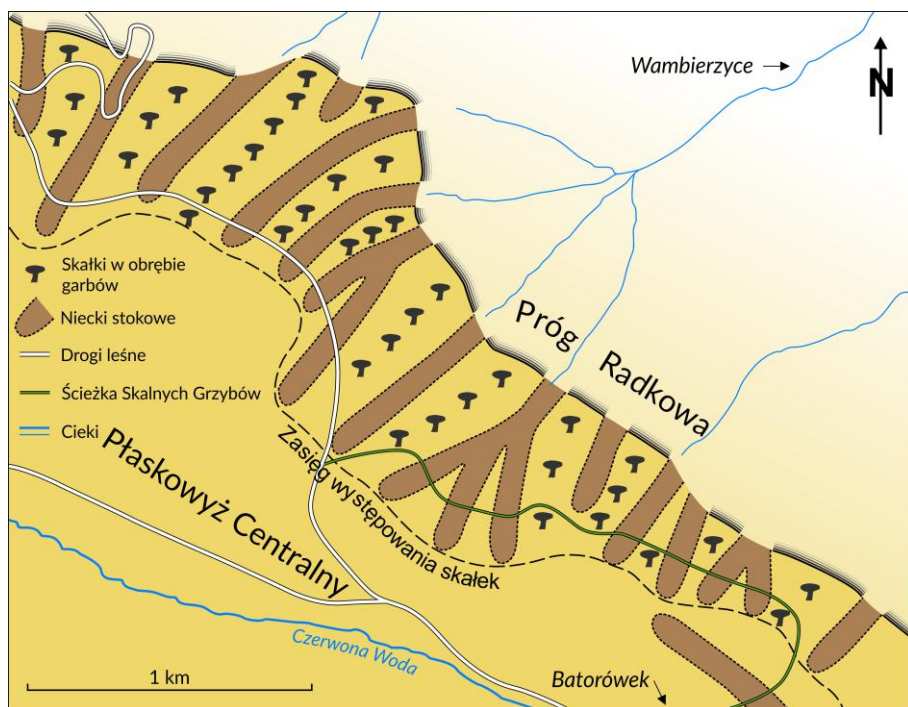 Wambierzyce
N
Skałki w obrębie
garbów
Niecki stokowe
Drogi leśne
Ścieżka Skalnych Grzybów
Cieki
Próg Radkowa
Zasięg występowania skałek
Płaskowyż Centralny
Czerwona Woda
1 km
Batorówek